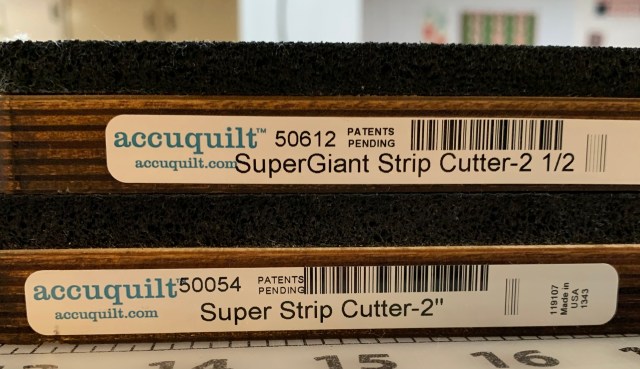 accuquilt™ 50612 PATENTS PENDING
accuquilt.com SuperGiant Strip Cutter-2 1/2
accuquilt™ 50054 PATENTS PENDING
accuquilt.com Super Strip Cutter-2"
119107
Made in
USA
1343
14 15 16